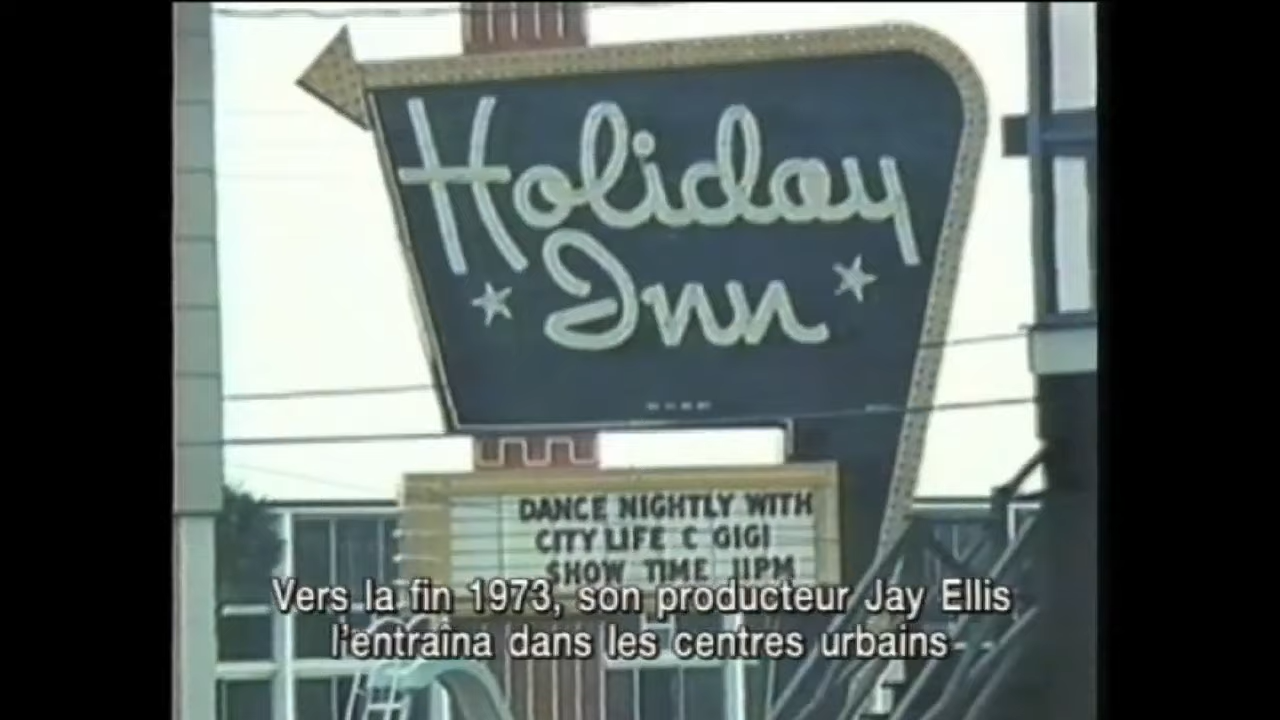 Holiday
Inn
DANCE NIGHTLY WITH
CITY LIFE C GIGI
SHOW TIME 11PM
Vers la fin 1973, son producteur Jay Ellis
l'entraîna dans les centres urbains